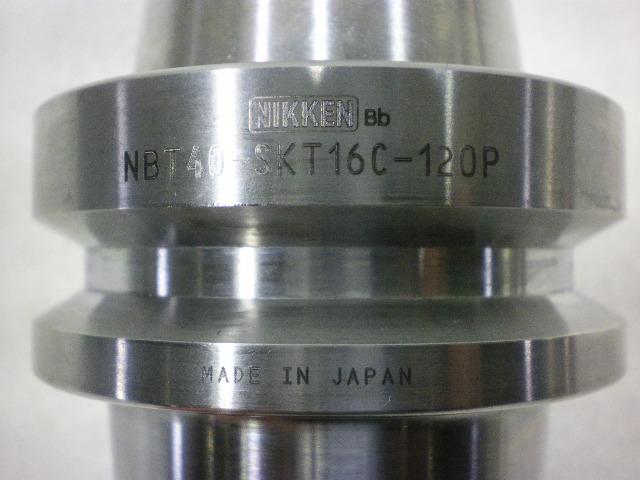 NIKKEN Bb
NBT40-SKT16C-120P
MADE IN JAPAN